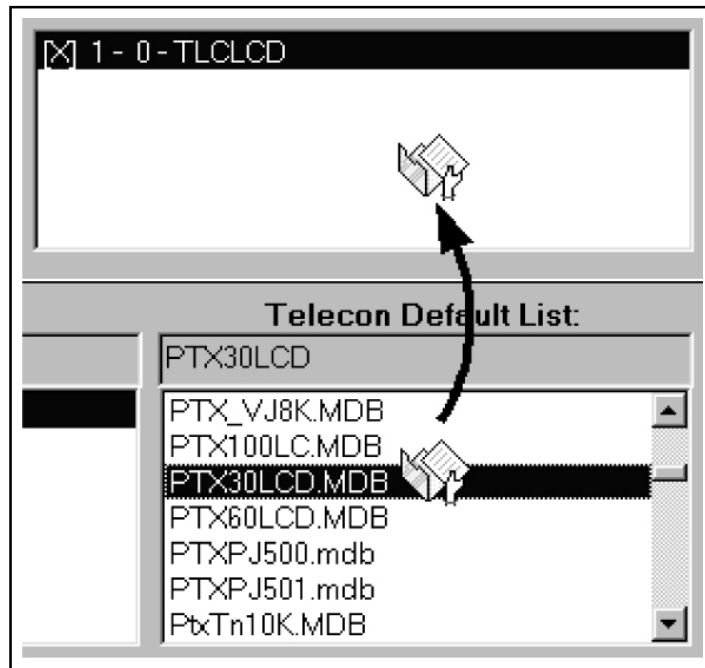 [X] 1 - 0 - TLCLCD
Telecon Default List:
PTX30LCD
PTX_VJ8K.MDB
PTX100LC.MDB
PTX30LCD.MDB
PTX60LCD.MDB
PTXPJ500.mdb
PTXPJ501.mdb
PtxTn10K.MDB